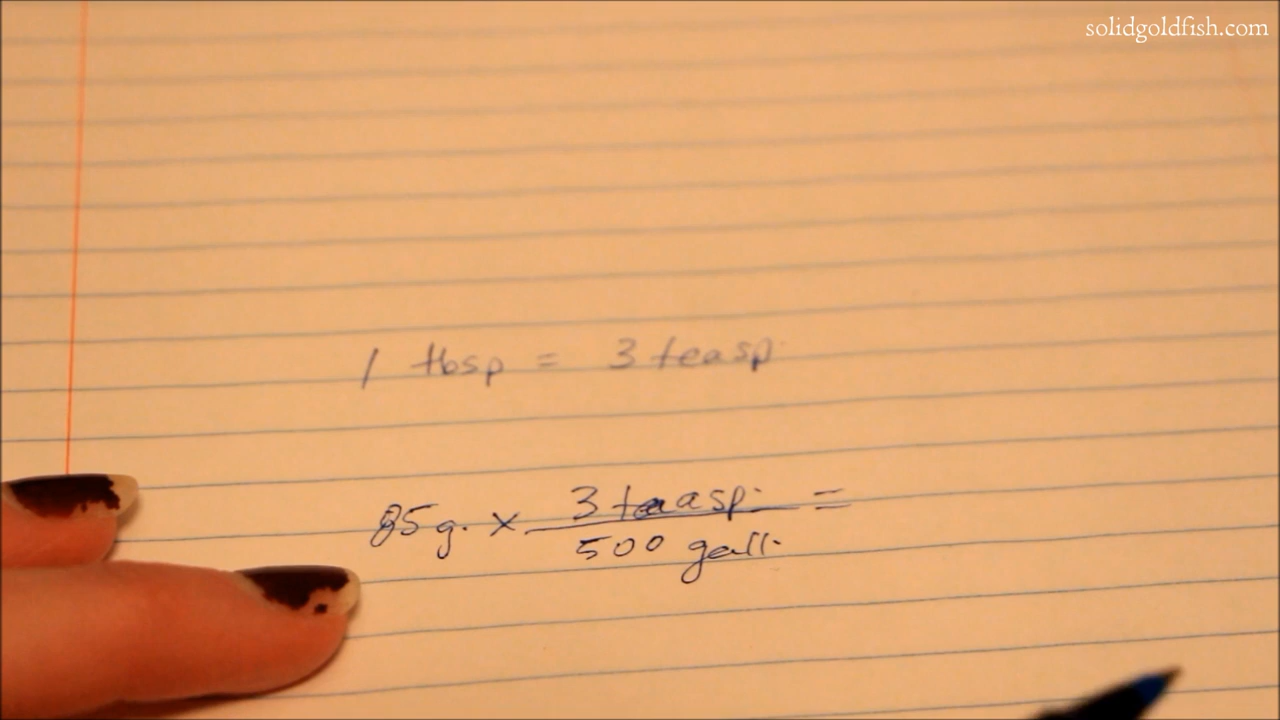 solidgoldfish.com
1 tbsp = 3 teasp.
85g. × 3 teasp. / 500 gall. =